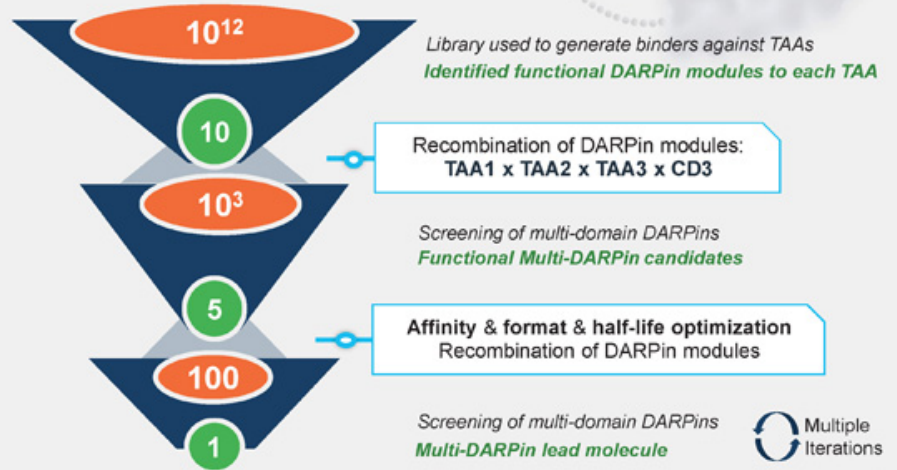 10¹²
Library used to generate binders against TAAs
Identified functional DARPin modules to each TAA
10
Recombination of DARPin modules:
TAA1 x TAA2 x TAA3 x CD3
10³
Screening of multi-domain DARPins
Functional Multi-DARPin candidates
5
Affinity & format & half-life optimization
Recombination of DARPin modules
100
Screening of multi-domain DARPins
Multi-DARPin lead molecule
1
Multiple
Iterations